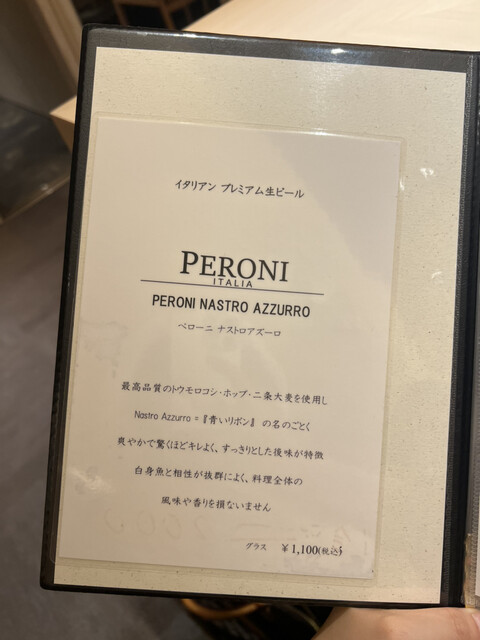 イタリアン プレミアム生ビール
PERONI
ITALIA
PERONI NASTRO AZZURRO
ペローニ ナストロアズーロ
最高品質のトウモロコシ・ホップ・二条大麦を使用し
Nastro Azzurro =『青いリボン』 の名のごとく
爽やかで驚くほどキレよく、すっきりとした後味が特徴
白身魚と相性が抜群によく、料理全体の
風味や香りを損ないません
グラス ￥1,100(税込)